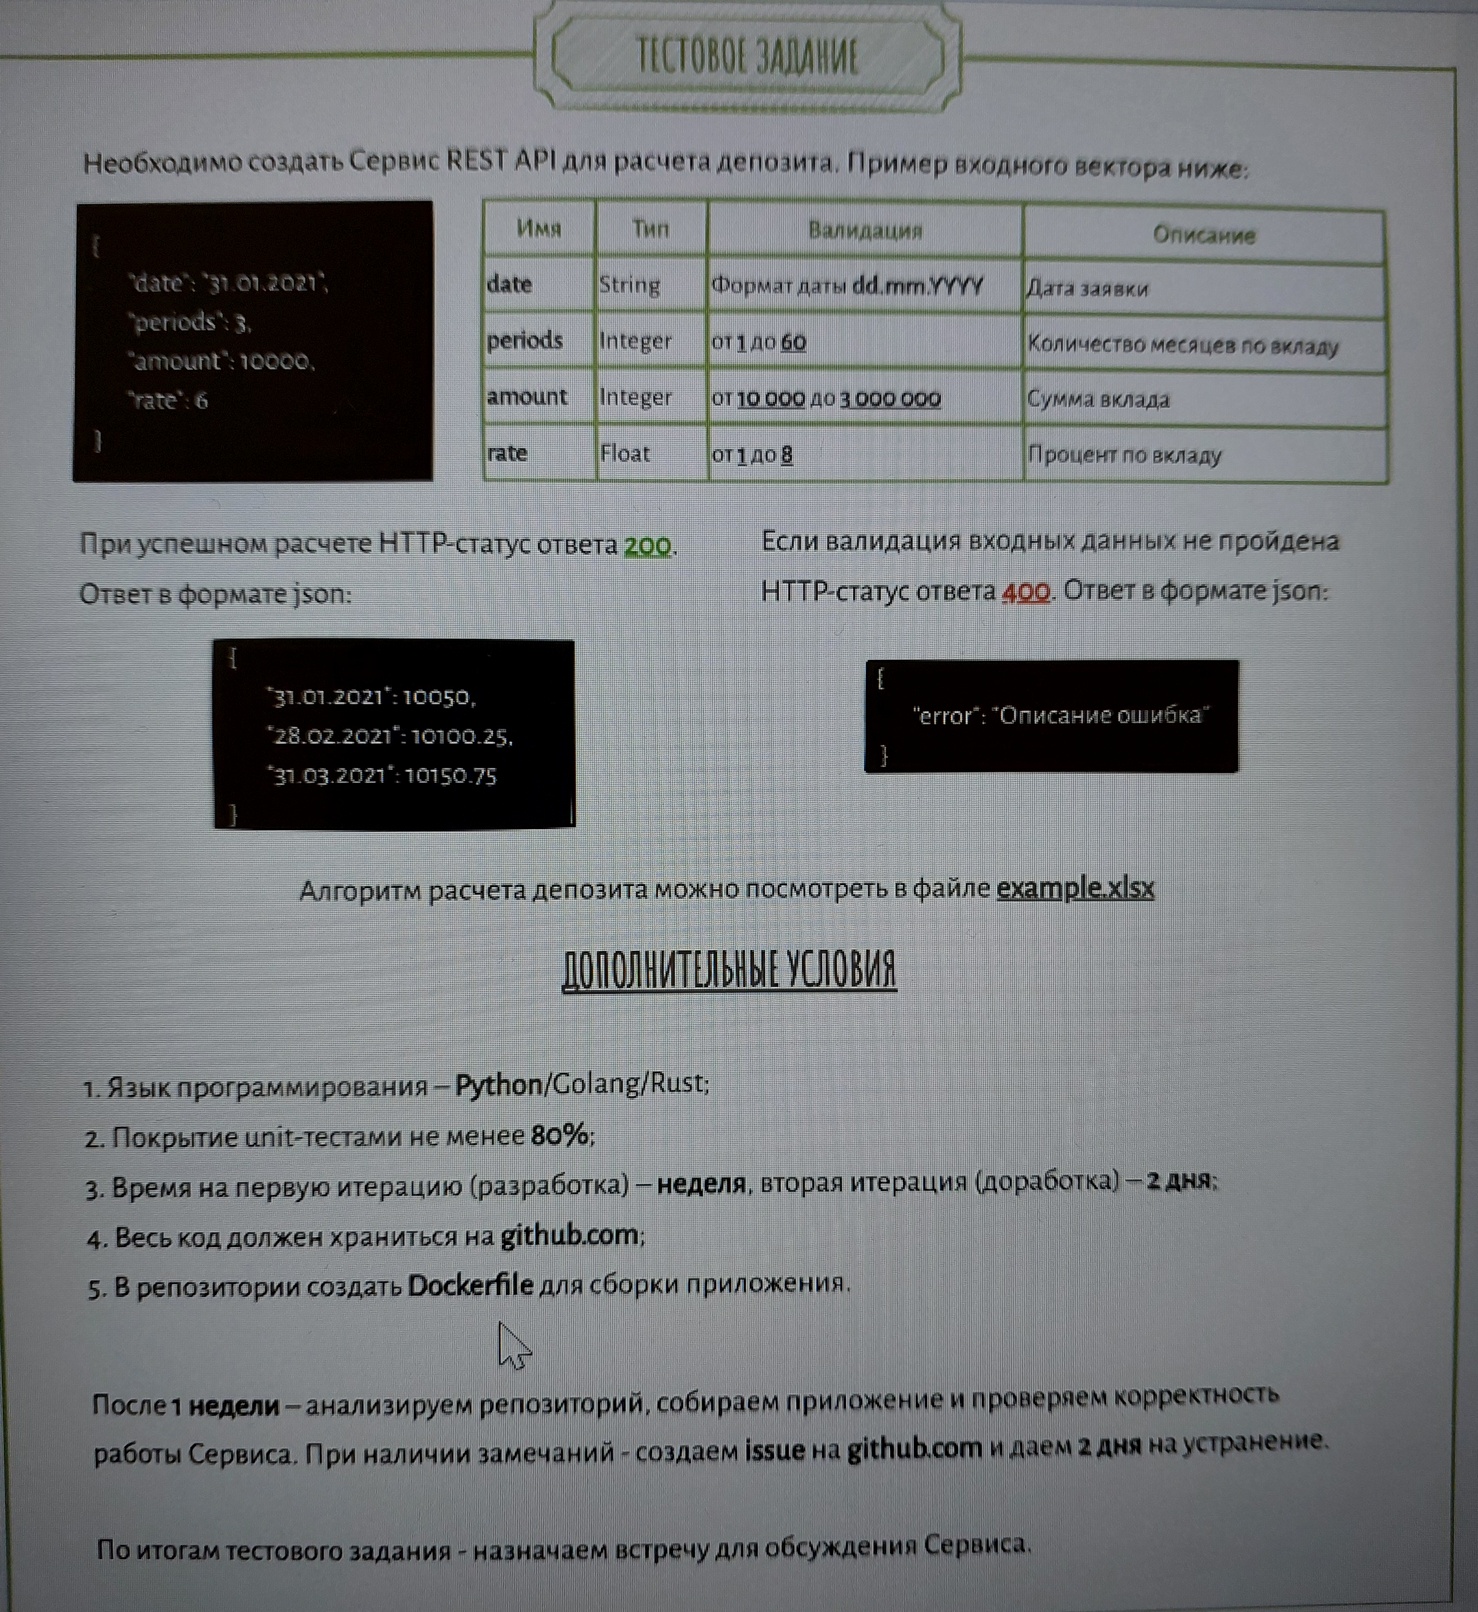 ТЕСТОВОЕ ЗАДАНИЕ
Необходимо создать Сервис REST API для расчета депозита. Пример входного вектора ниже:
{
"date": "31.01.2021",
"periods": 3,
"amount": 10000,
"rate": 6
}
Имя Тип Валидация Описание
date String Формат даты dd.mm.YYYY Дата заявки
periods Integer от 1 до 60 Количество месяцев по вкладу
amount Integer от 10 000 до 3 000 000 Сумма вклада
rate Float от 1 до 8 Процент по вкладу
При успешном расчете HTTP-статус ответа 200.
Ответ в формате json:
{
"31.01.2021": 10050,
"28.02.2021": 10100.25,
"31.03.2021": 10150.75
}
Если валидация входных данных не пройдена
HTTP-статус ответа 400. Ответ в формате json:
{
"error": "Описание ошибка"
}
Алгоритм расчета депозита можно посмотреть в файле example.xlsx
ДОПОЛНИТЕЛЬНЫЕ УСЛОВИЯ
1. Язык программирования – Python/Golang/Rust;
2. Покрытие unit-тестами не менее 80%;
3. Время на первую итерацию (разработка) – неделя, вторая итерация (доработка) – 2 дня;
4. Весь код должен храниться на github.com;
5. В репозитории создать Dockerfile для сборки приложения.
После 1 недели – анализируем репозиторий, собираем приложение и проверяем корректность
работы Сервиса. При наличии замечаний - создаем issue на github.com и даем 2 дня на устранение.
По итогам тестового задания - назначаем встречу для обсуждения Сервиса.